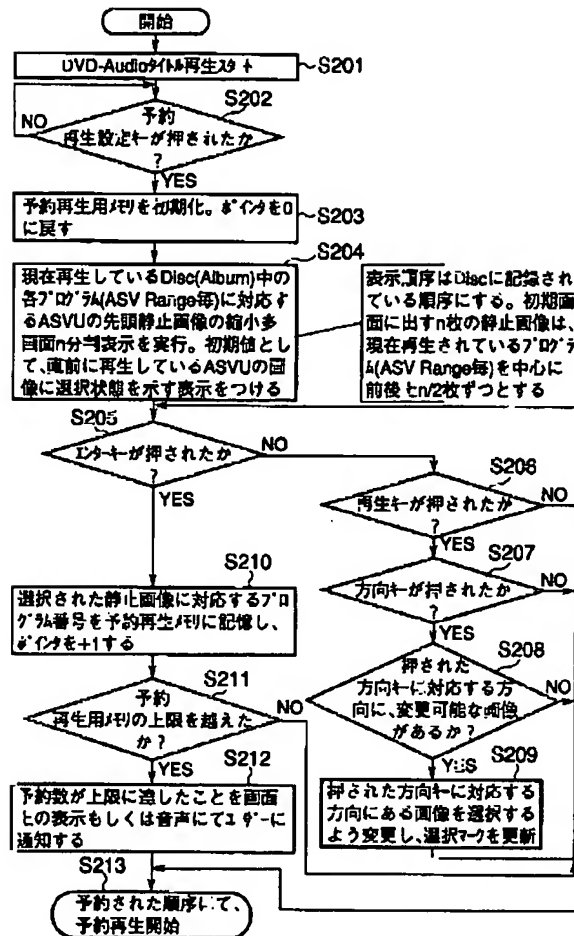 開始
DVD-Audioタイトル再生スタート
S201
S202
予約
再生設定キーが押されたか
?
NO
YES
予約再生用メモリを初期化。ポインタを0
に戻す
S203
S204
現在再生しているDisc(Album)中の
各プログラム(ASV Range毎)に対応す
るASVUの先頭静止画像の縮小多
画面n分割表示を実行。初期値とし
て、直前に再生しているASVUの画
像に選択状態を示す表示をつける
表示順序はDiscに記録され
ている順序にする。初期画
面に出すn枚の静止画像は、
現在再生されているプログラ
ム(ASV Range毎)を中心に
前後 n/2枚ずつとする
S205
エンターキーが押されたか
?
NO
YES
S206
再生キーが押されたか
?
NO
YES
S207
方向キーが押されたか
?
NO
YES
S208
押された
方向キーに対応する方
向に、変更可能な画像
があるか?
NO
YES
S209
押された方向キーに対応する
方向にある画像を選択する
よう変更し、選択マークを更新
S210
選択された静止画像に対応するプロ
グラム番号を予約再生メモリに記憶し、
ポインタを+1する
S211
予約
再生用メモリの上限を越えた
か?
NO
YES
S212
予約数が上限に達したことを画面
上の表示もしくは音声にてユーザーに
通知する
S213
予約された順序にて、
予約再生開始